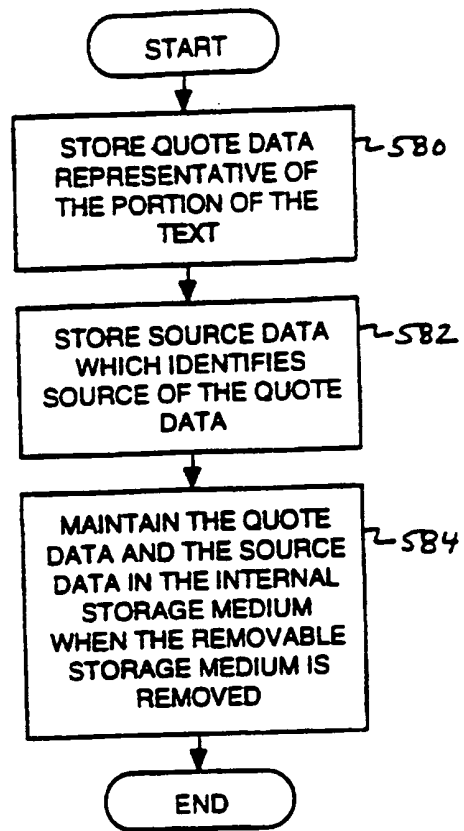 START
STORE QUOTE DATA
REPRESENTATIVE OF
THE PORTION OF THE
TEXT
580
STORE SOURCE DATA
WHICH IDENTIFIES
SOURCE OF THE QUOTE
DATA
582
MAINTAIN THE QUOTE
DATA AND THE SOURCE
DATA IN THE INTERNAL
STORAGE MEDIUM
WHEN THE REMOVABLE
STORAGE MEDIUM IS
REMOVED
584
END